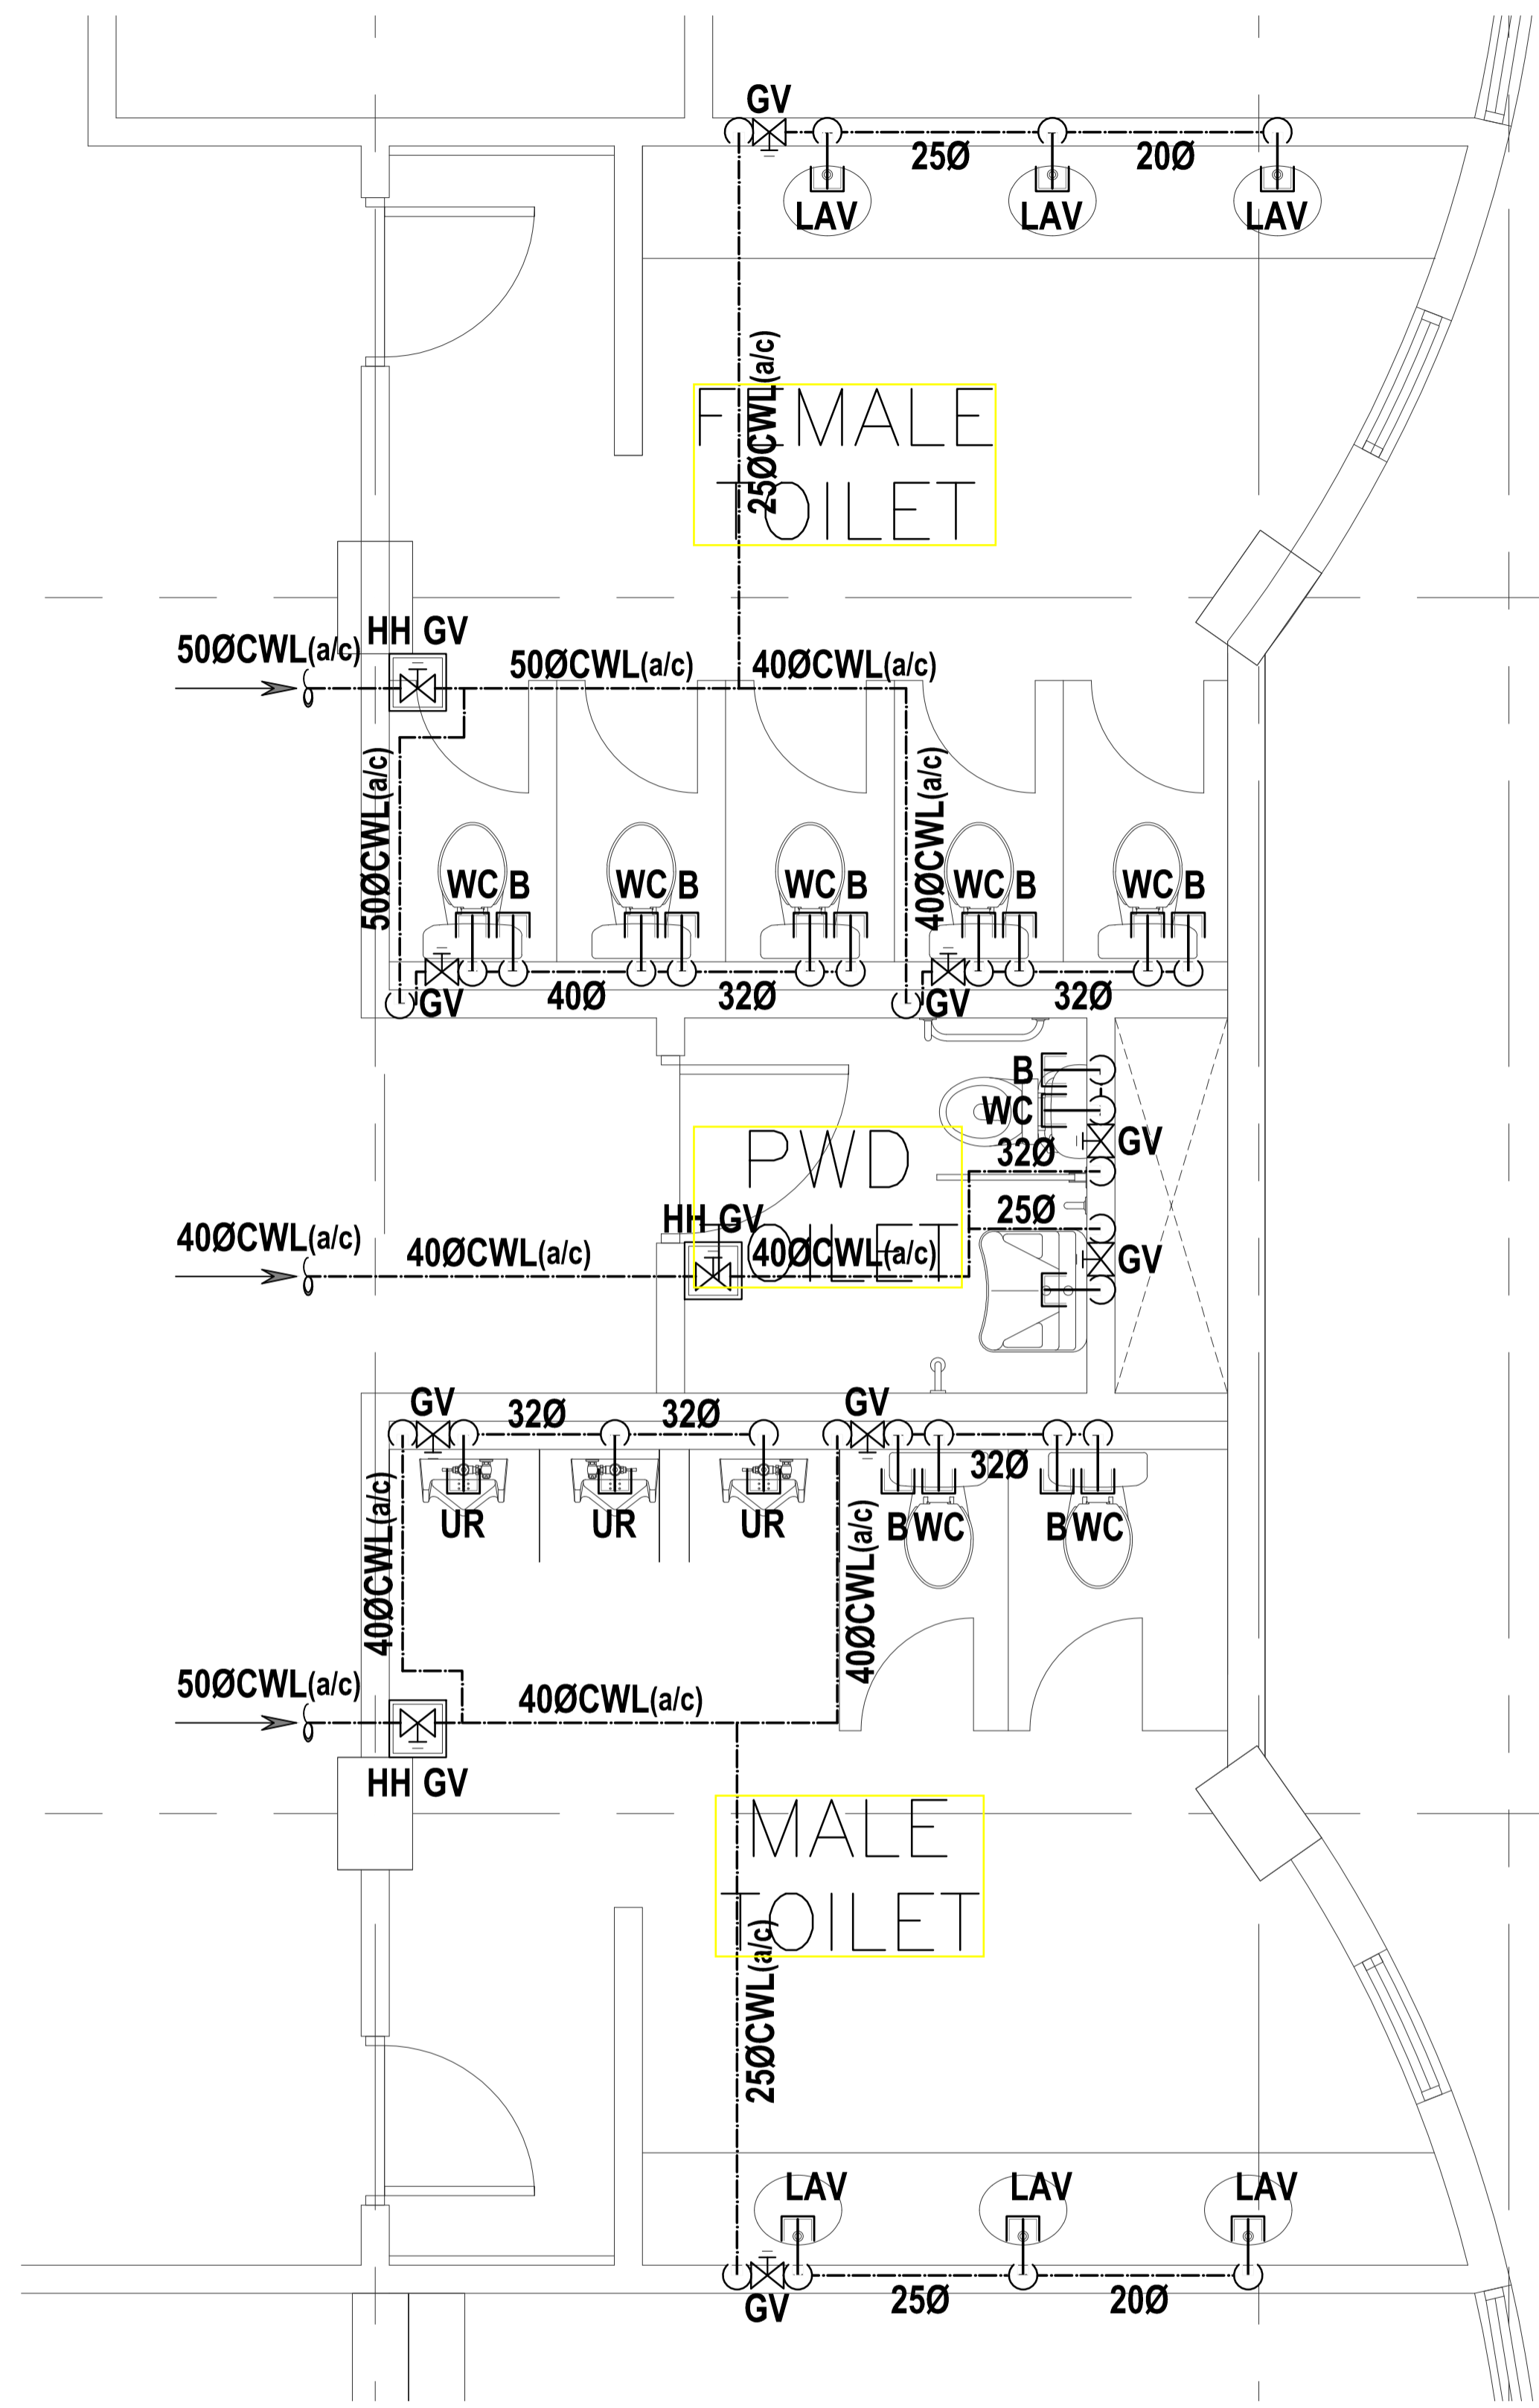 GV
25Ø
20Ø
LAV
LAV
LAV
25ØCWL(a/c)
FEMALE
TOILET
HH GV
50ØCWL(a/c)
50ØCWL(a/c)
40ØCWL(a/c)
50ØCWL(a/c)
40ØCWL(a/c)
WC B
WC B
WC B
WC B
WC B
GV
40Ø
32Ø
GV
32Ø
B
WC
GV
32Ø
PWD
TOILET
25Ø
HH GV
40ØCWL(a/c)
40ØCWL(a/c)
40ØCWL(a/c)
GV
GV
32Ø
32Ø
GV
32Ø
40ØCWL(a/c)
UR
UR
UR
40ØCWL(a/c)
B WC
B WC
50ØCWL(a/c)
40ØCWL(a/c)
HH GV
MALE
TOILET
25ØCWL(a/c)
LAV
LAV
LAV
GV
25Ø
20Ø